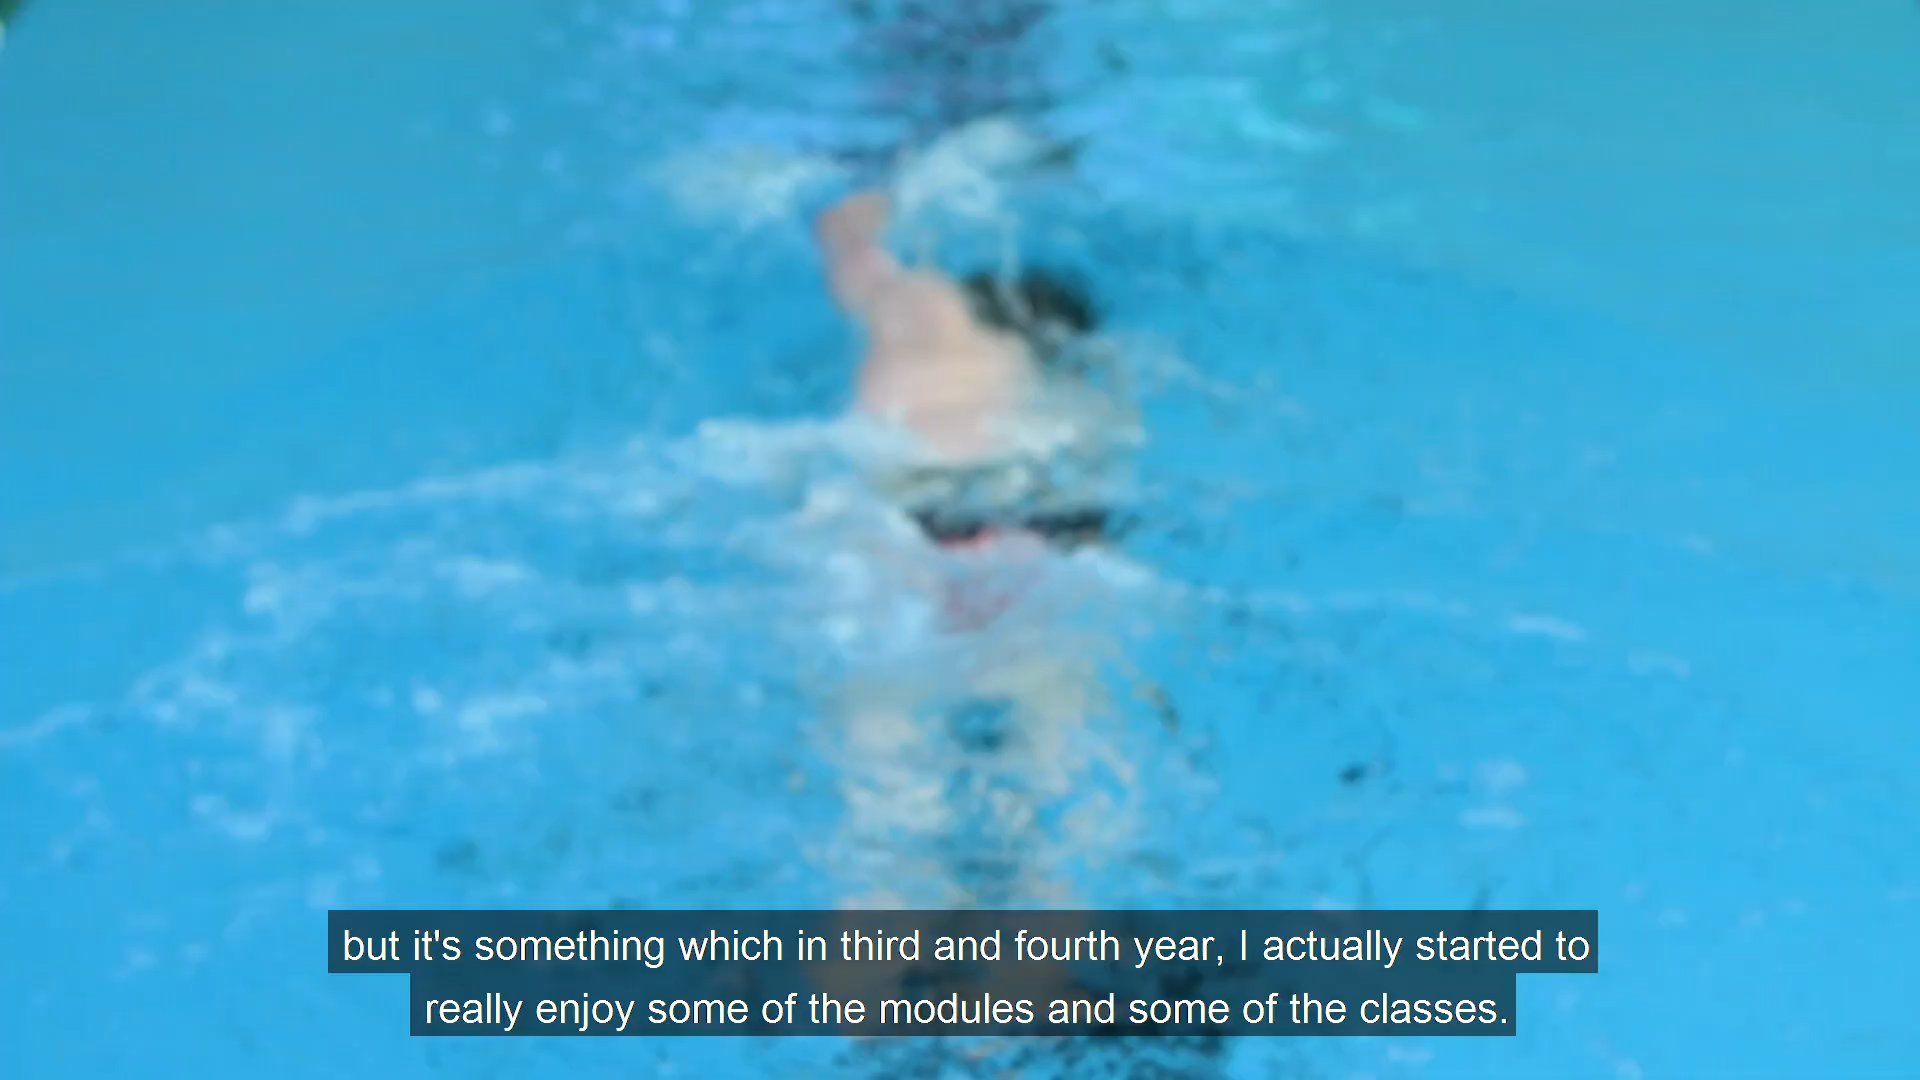 but it's something which in third and fourth year, I actually started to
really enjoy some of the modules and some of the classes.